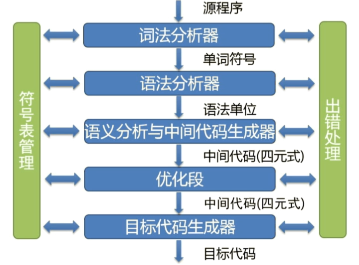 源程序
词法分析器
单词符号
语法分析器
语法单位
语义分析与中间代码生成器
中间代码(四元式)
优化段
中间代码(四元式)
目标代码生成器
目标代码
符号表管理
出错处理